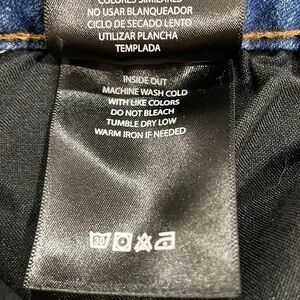 COLORES SIMILARES
NO USAR BLANQUEADOR
CICLO DE SECADO LENTO
UTILIZAR PLANCHA
TEMPLADA
INSIDE OUT
MACHINE WASH COLD
WITH LIKE COLORS
DO NOT BLEACH
TUMBLE DRY LOW
WARM IRON IF NEEDED